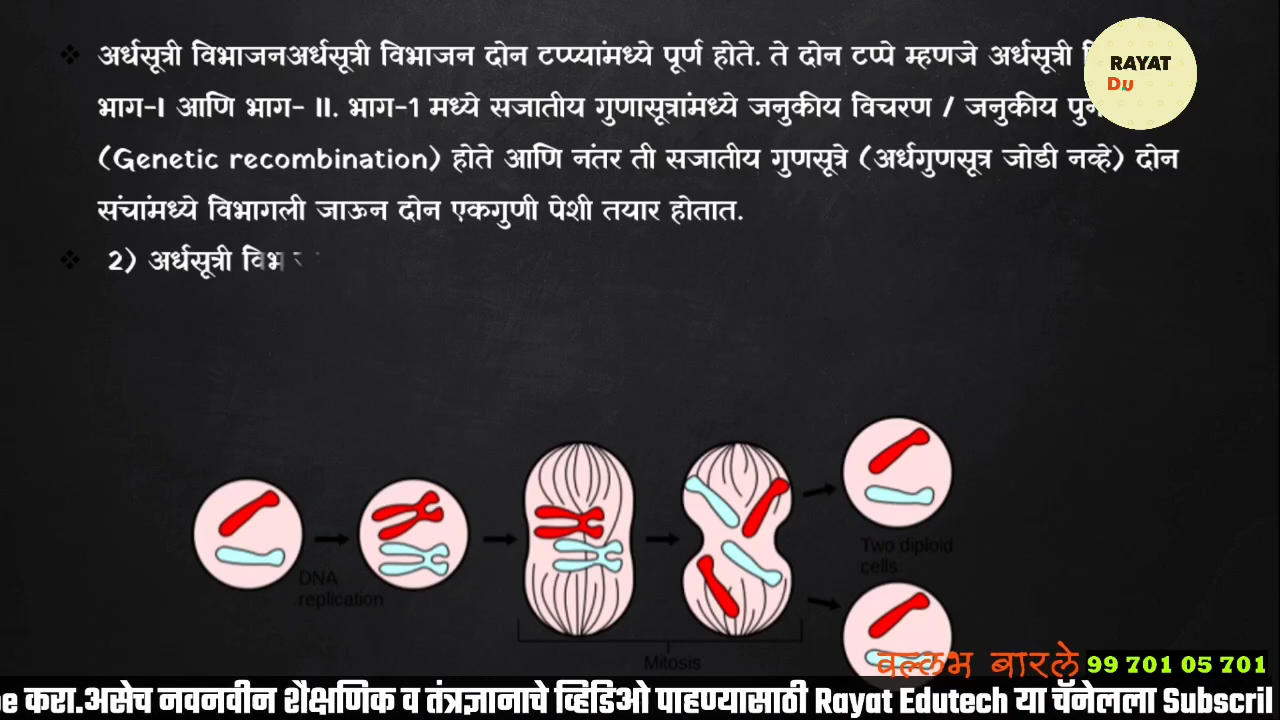 अर्धसूत्री विभाजनअर्धसूत्री विभाजन दोन टप्प्यांमध्ये पूर्ण होते. ते दोन टप्पे म्हणजे अर्धसूत्री
भाग-I आणि भाग- II. भाग-1 मध्ये सजातीय गुणासूत्रांमध्ये जनुकीय विचरण / जनुकीय
(Genetic recombination) होते आणि नंतर ती सजातीय गुणसूत्रे (अर्धगुणसूत्र जोडी नव्हे) दोन
संचांमध्ये विभागली जाऊन दोन एकगुणी पेशी तयार होतात.
2) अर्धसूत्री
RAYAT
Du
DNA
replication
Two diploid
cells
Mitosis
वल्लभ बारले 99 701 05 701
करा.असेच नवनवीन शैक्षणिक व तंत्रज्ञानाचे व्हिडिओ पाहण्यासाठी Rayat Edutech या चॅनेलला